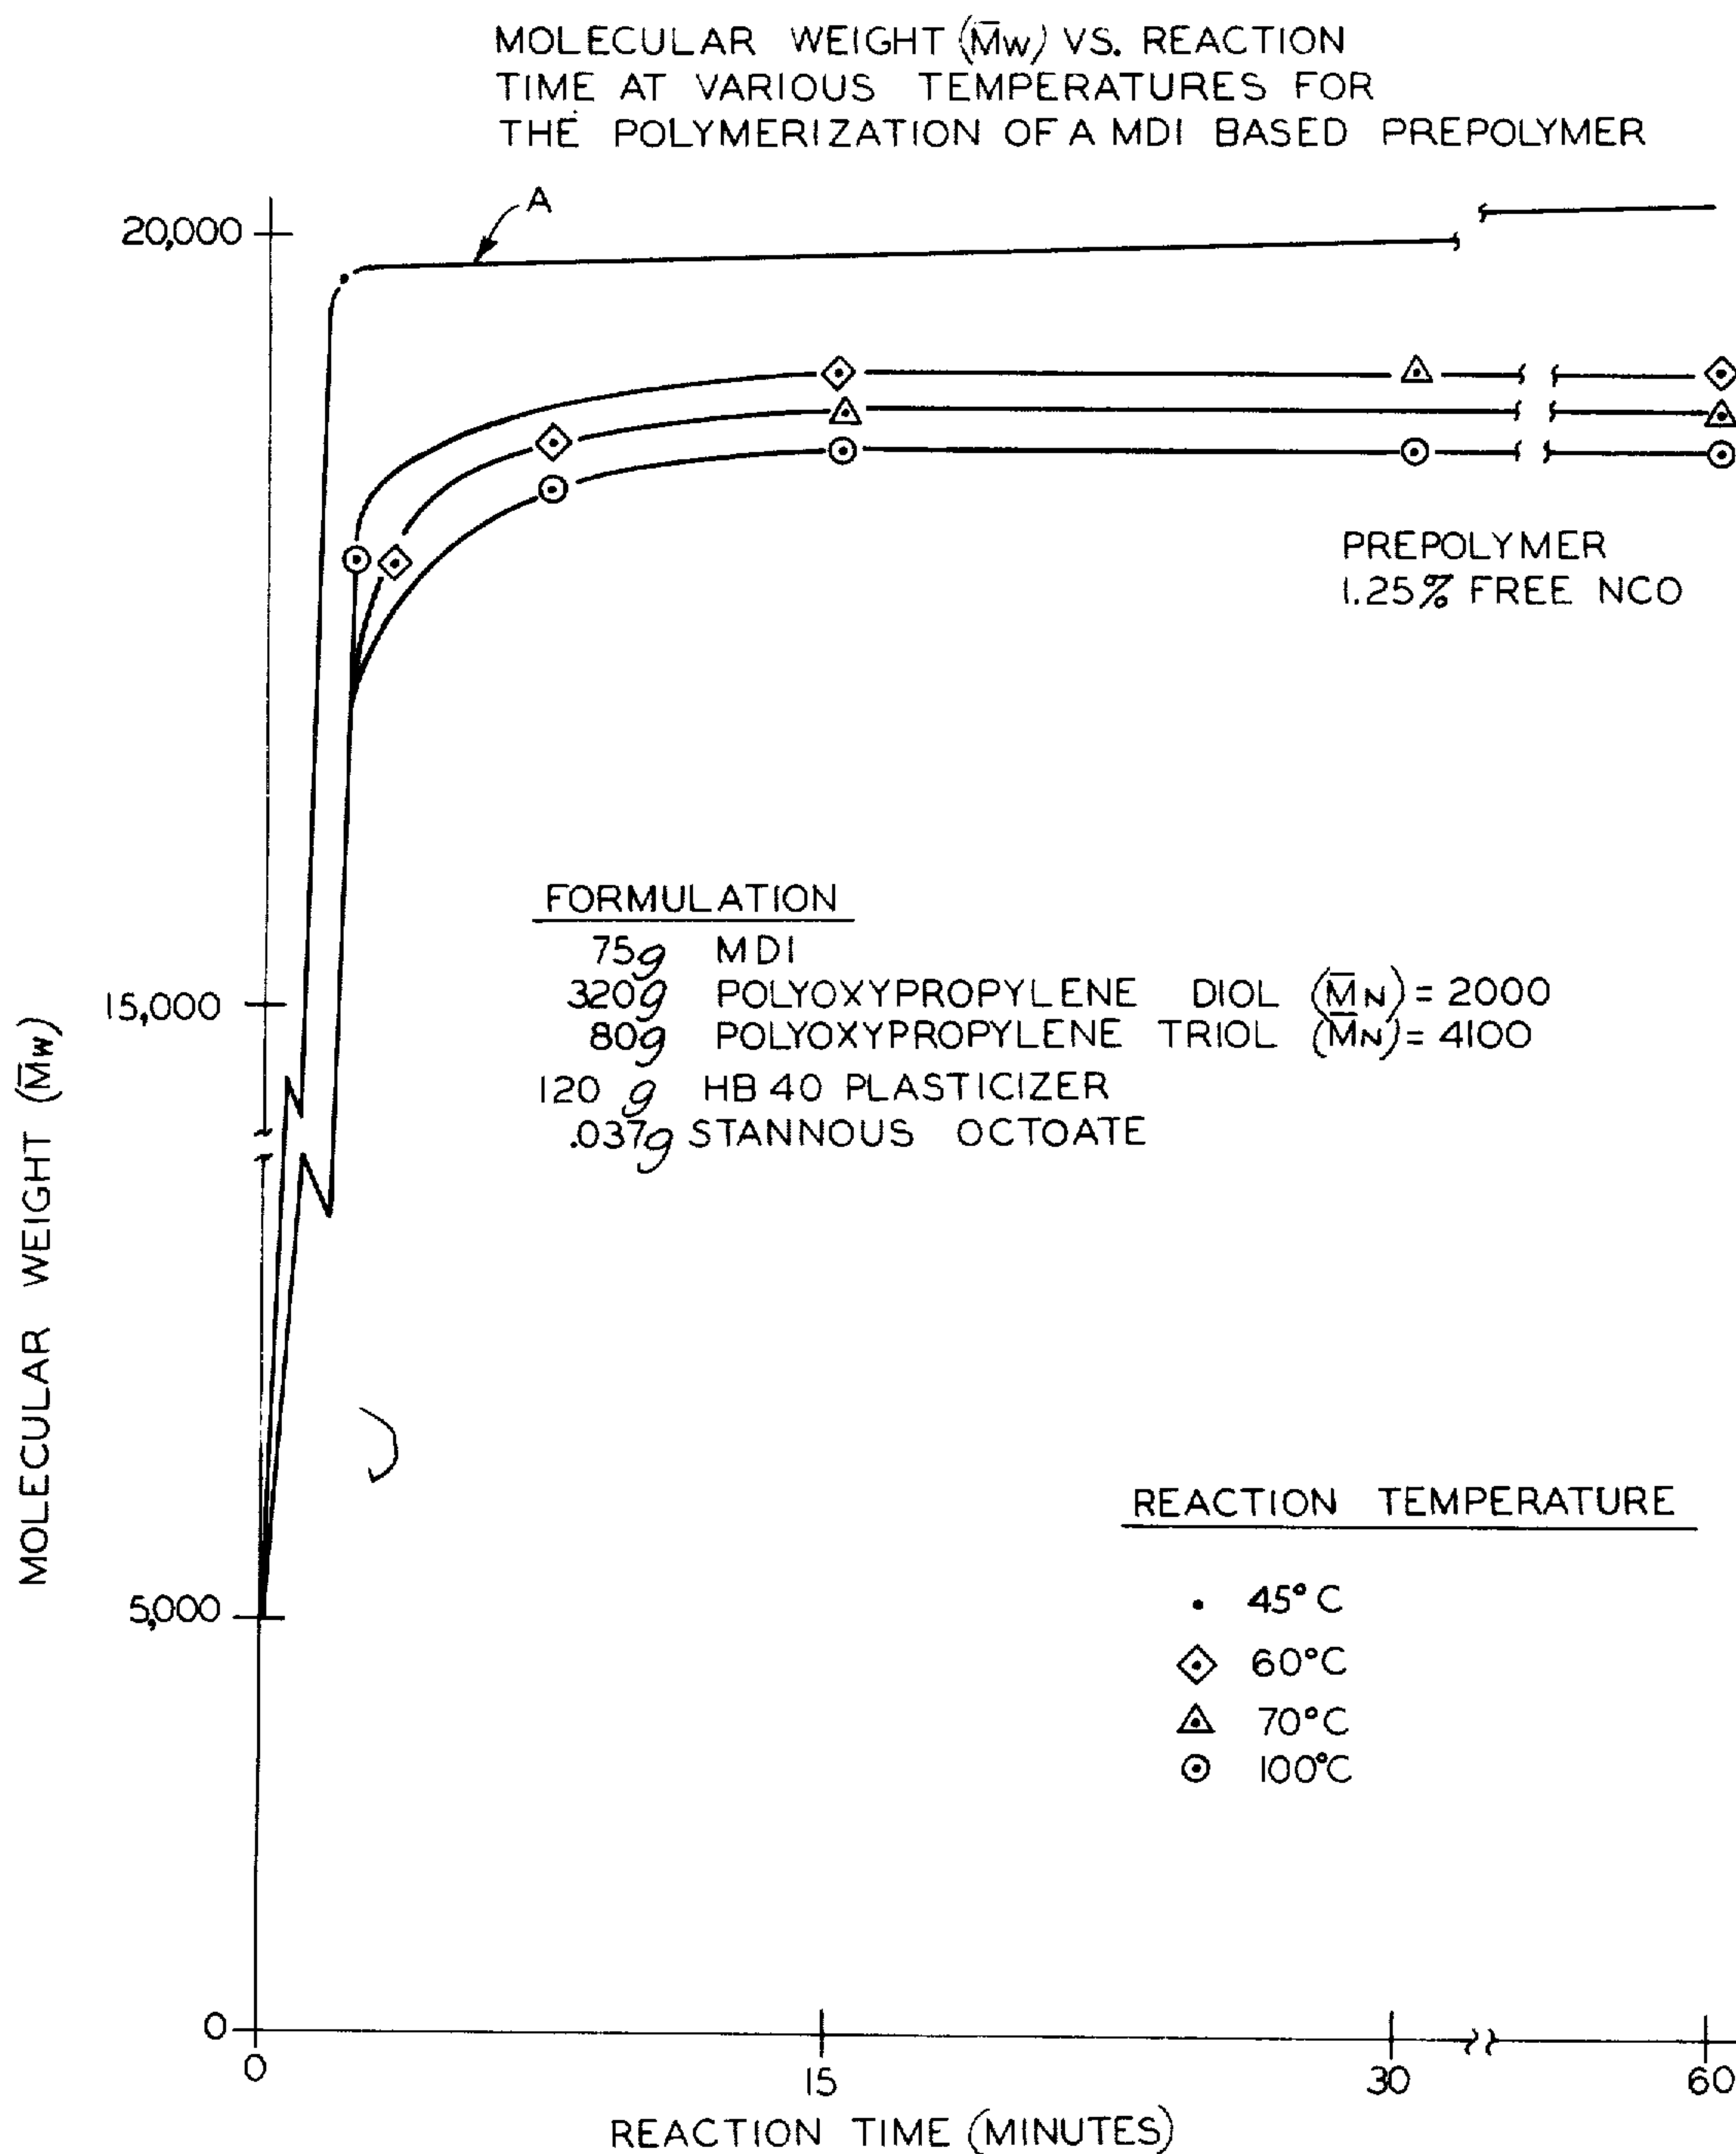 MOLECULAR WEIGHT (M̄w) VS. REACTION
TIME AT VARIOUS TEMPERATURES FOR
THE POLYMERIZATION OF A MDI BASED PREPOLYMER
A
20,000
PREPOLYMER
1.25% FREE NCO
FORMULATION
75g MDI
320g POLYOXYPROPYLENE DIOL (M̄N) = 2000
80g POLYOXYPROPYLENE TRIOL (M̄N) = 4100
120 g HB 40 PLASTICIZER
.037g STANNOUS OCTOATE
15,000
MOLECULAR WEIGHT (M̄w)
REACTION TEMPERATURE
45°C
60°C
70°C
100°C
5,000
0
0
15
30
60
REACTION TIME (MINUTES)